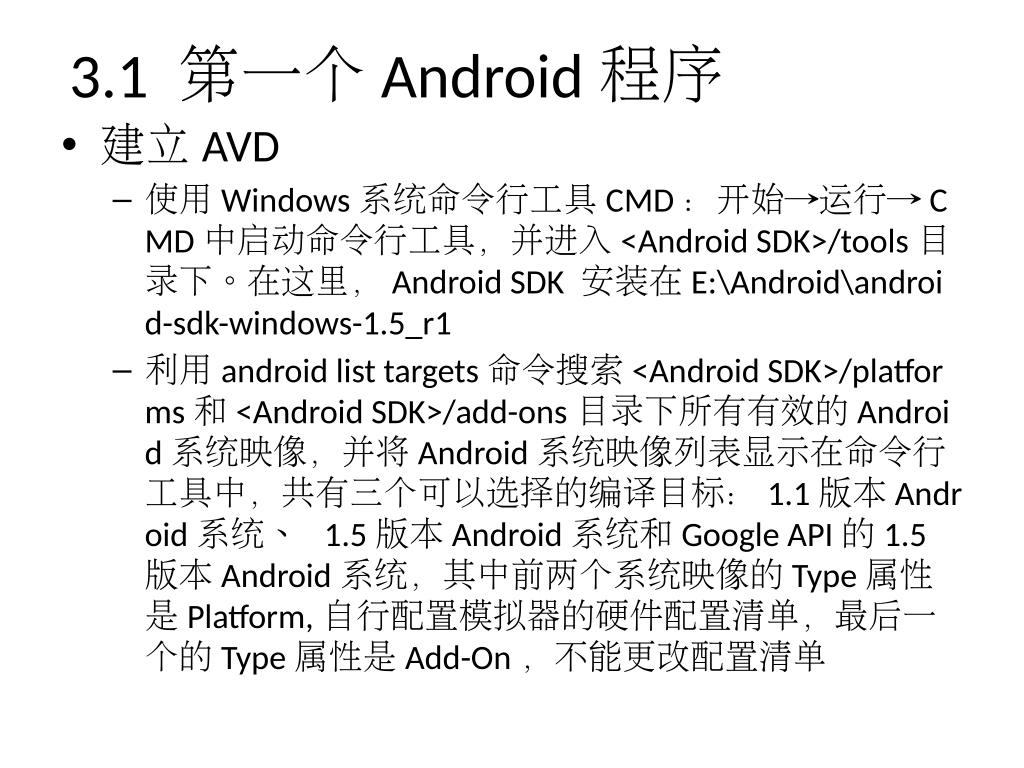 3.1 第一个 Android 程序
• 建立 AVD
– 使用 Windows 系统命令行工具 CMD ：开始→运行→ C
MD 中启动命令行工具，并进入 <Android SDK>/tools 目
录下。在这里， Android SDK 安装在 E:\Android\androi
d-sdk-windows-1.5_r1
– 利用 android list targets 命令搜索 <Android SDK>/platfor
ms 和 <Android SDK>/add-ons 目录下所有有效的 Androi
d 系统映像，并将 Android 系统映像列表显示在命令行
工具中，共有三个可以选择的编译目标： 1.1 版本 Andr
oid 系统、 1.5 版本 Android 系统和 Google API 的 1.5
版本 Android 系统，其中前两个系统映像的 Type 属性
是 Platform, 自行配置模拟器的硬件配置清单，最后一
个的 Type 属性是 Add-On ，不能更改配置清单